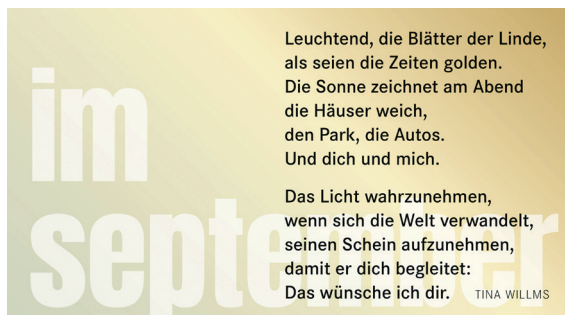 im
september
Leuchtend, die Blätter der Linde,
als seien die Zeiten golden.
Die Sonne zeichnet am Abend
die Häuser weich,
den Park, die Autos.
Und dich und mich.
Das Licht wahrzunehmen,
wenn sich die Welt verwandelt,
seinen Schein aufzunehmen,
damit er dich begleitet:
Das wünsche ich dir. TINA WILLMS